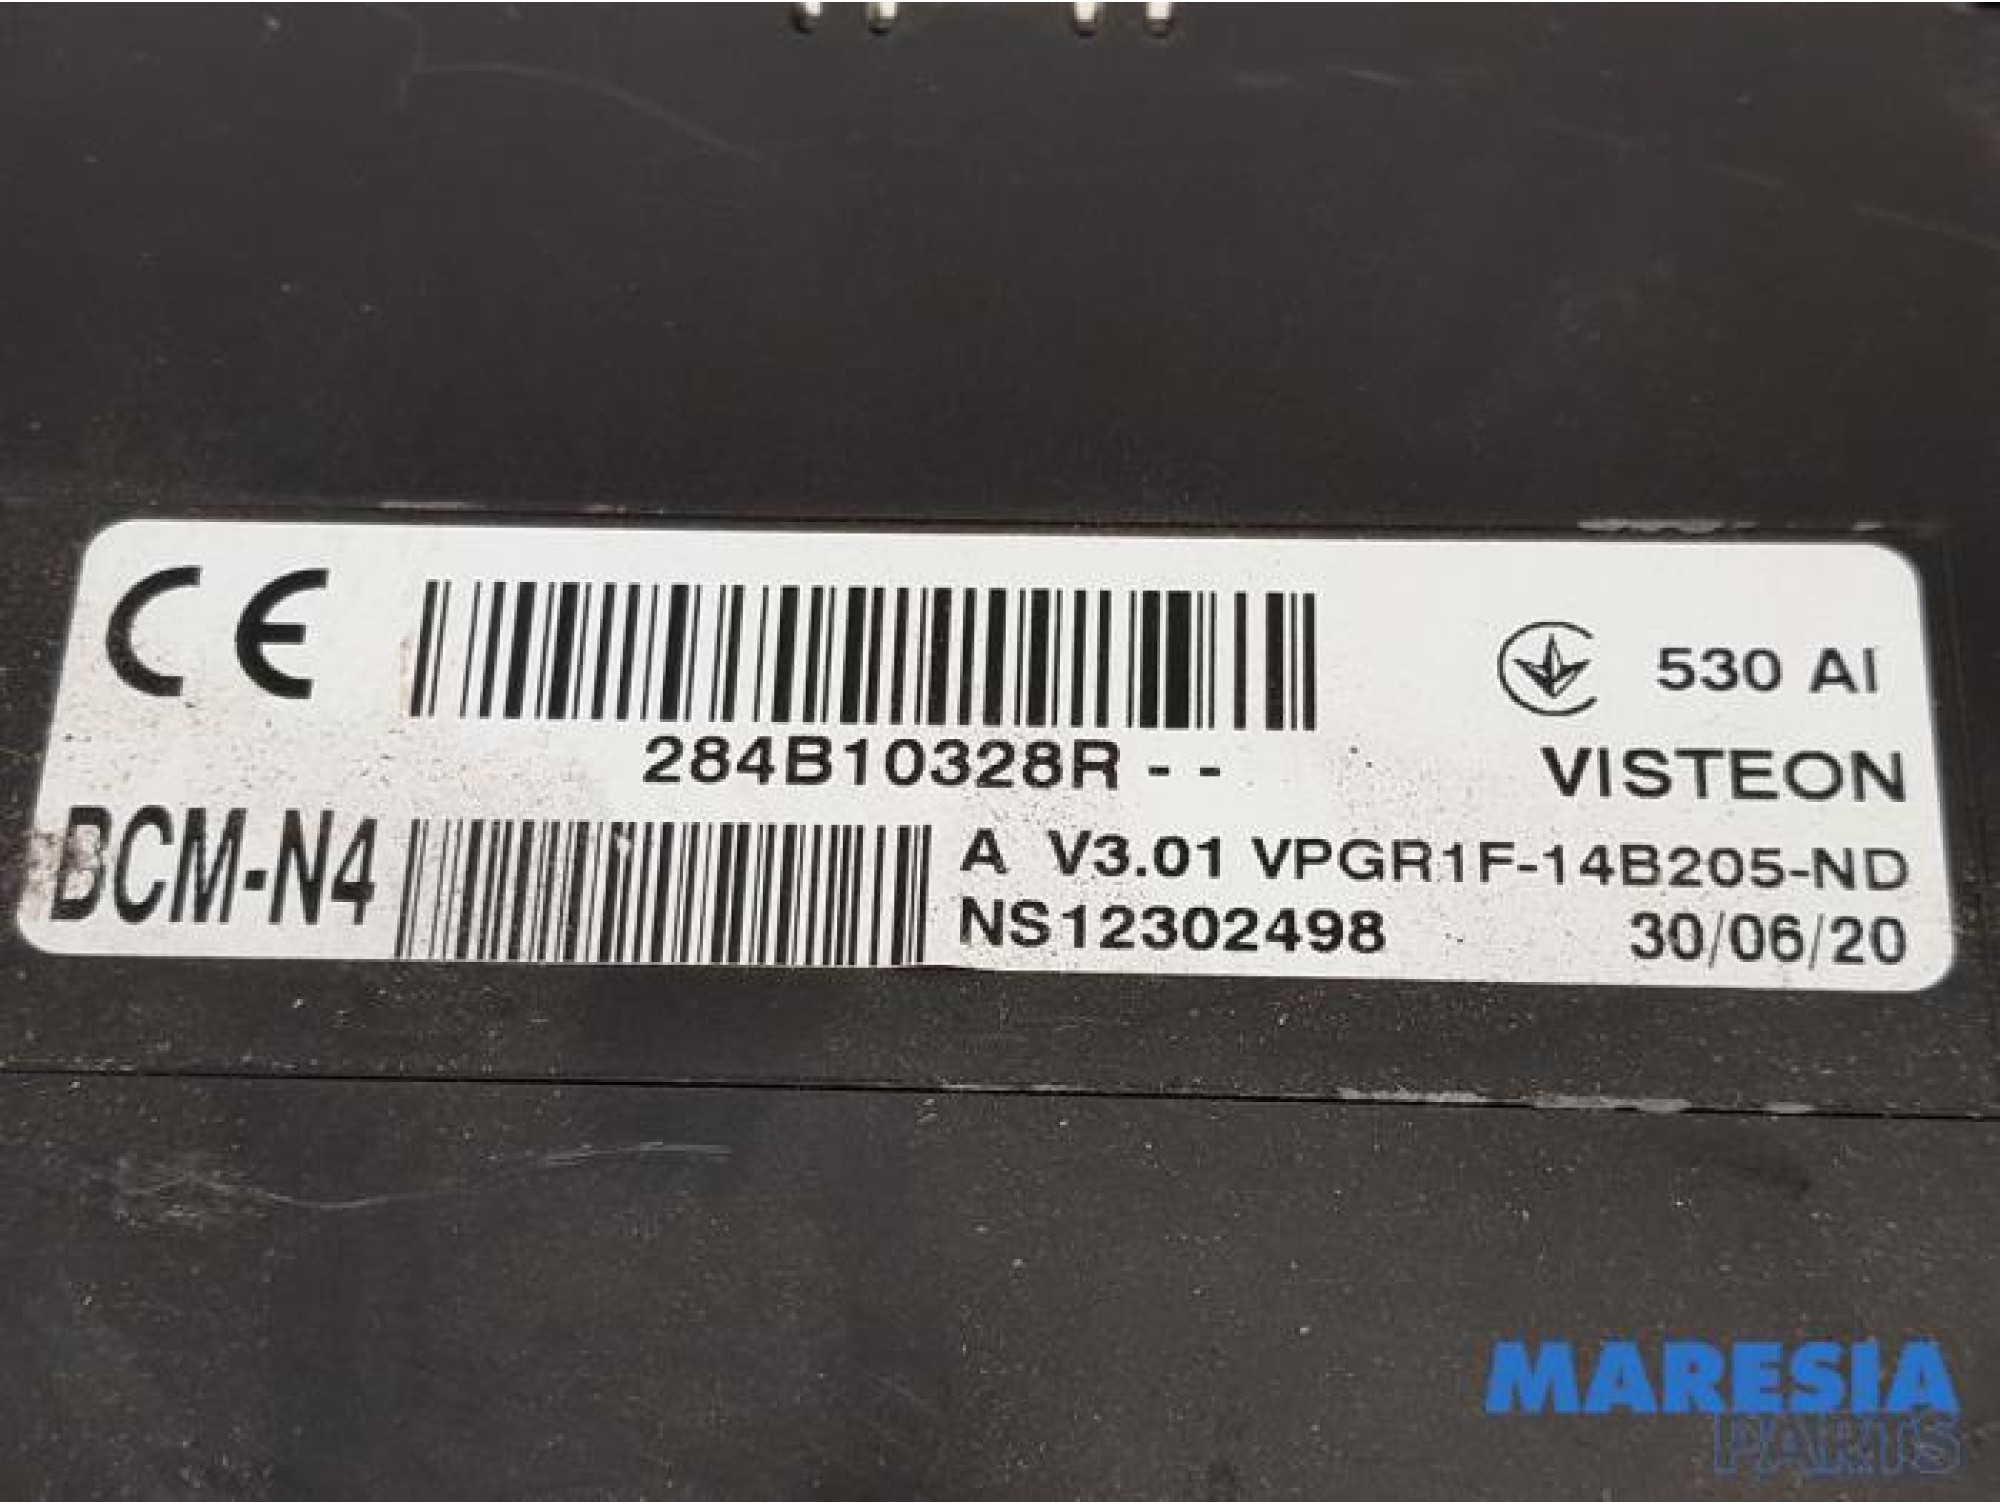 CE
530 AI
284B10328R--
VISTEON
BCM-N4
A V3.01 VPGR1F-14B205-ND
NS12302498 30/06/20
MARESIA
PARTS